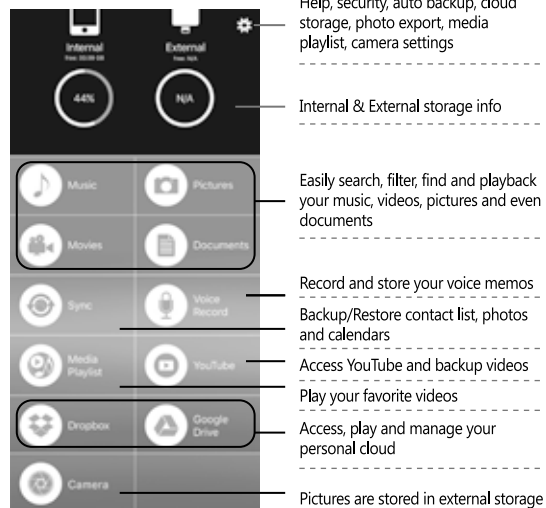 Help, security, auto backup, cloud
storage, photo export, media
playlist, camera settings
Internal
External
free: N/A
44%
N/A
Internal & External storage info
Music
Pictures
Easily search, filter, find and playback
your music, videos, pictures and even
documents
Movies
Documents
Sync
Voice
Record
Record and store your voice memos
Backup/Restore contact list, photos
and calendars
Media
Playlist
YouTube
Access YouTube and backup videos
Play your favorite videos
Dropbox
Google
Drive
Access, play and manage your
personal cloud
Camera
Pictures are stored in external storage